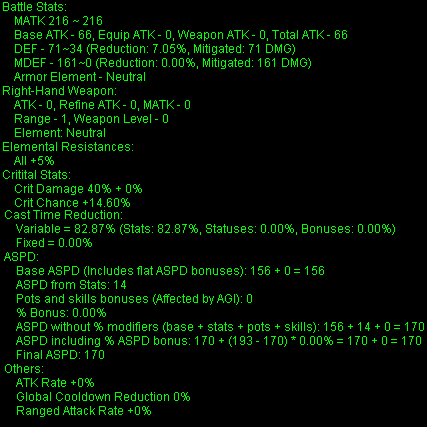 Battle Stats:
MATK 216 ~ 216
Base ATK - 66, Equip ATK - 0, Weapon ATK - 0, Total ATK - 66
DEF - 71~34 (Reduction: 7.05%, Mitigated: 71 DMG)
MDEF - 161~0 (Reduction: 0.00%, Mitigated: 161 DMG)
Armor Element - Neutral
Right-Hand Weapon:
ATK - 0, Refine ATK - 0, MATK - 0
Range - 1, Weapon Level - 0
Element: Neutral
Elemental Resistances:
All +5%
Critital Stats:
Crit Damage 40% + 0%
Crit Chance +14.60%
Cast Time Reduction:
Variable = 82.87% (Stats: 82.87%, Statuses: 0.00%, Bonuses: 0.00%)
Fixed = 0.00%
ASPD:
Base ASPD (Includes flat ASPD bonuses): 156 + 0 = 156
ASPD from Stats: 14
Pots and skills bonuses (Affected by AGI): 0
% Bonus: 0.00%
ASPD without % modifiers (base + stats + pots + skills): 156 + 14 + 0 = 170
ASPD including % ASPD bonus: 170 + (193 - 170) * 0.00% = 170 + 0 = 170
Final ASPD: 170
Others:
ATK Rate +0%
Global Cooldown Reduction 0%
Ranged Attack Rate +0%